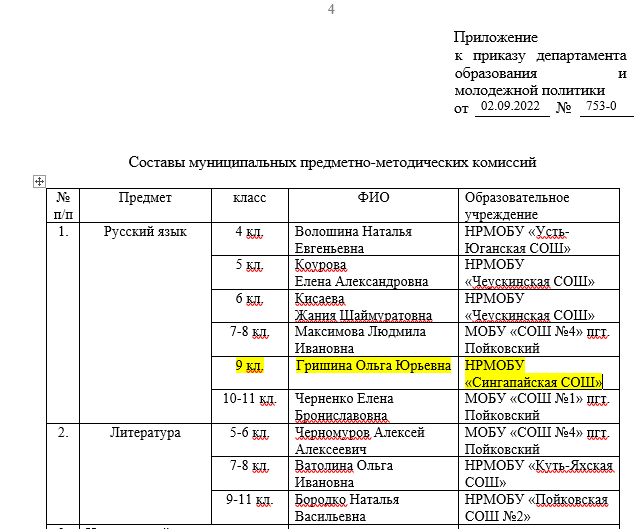 4
Приложение
к приказу департамента
образования и
молодежной политики
от 02.09.2022 № 753-0
Составы муниципальных предметно-методических комиссий
№ п/п Предмет класс ФИО Образовательное учреждение
1. Русский язык 4 кл. Волошина Наталья Евгеньевна НРМОБУ «Усть-Юганская СОШ»
5 кл. Коурова Елена Александровна НРМОБУ «Чеускинская СОШ»
6 кл. Кисаева Жания Шаймуратовна НРМОБУ «Чеускинская СОШ»
7-8 кл. Максимова Людмила Ивановна МОБУ «СОШ №4» пгт. Пойковский
9 кл. Гришина Ольга Юрьевна НРМОБУ «Сингапайская СОШ»
10-11 кл. Черненко Елена Брониславовна МОБУ «СОШ №1» пгт. Пойковский
2. Литература 5-6 кл. Черномуров Алексей Алексеевич МОБУ «СОШ №4» пгт. Пойковский
7-8 кл. Ватолина Ольга Ивановна НРМОБУ «Куть-Яхская СОШ»
9-11 кл. Бородко Наталья Васильевна НРМОБУ «Пойковская СОШ №2»